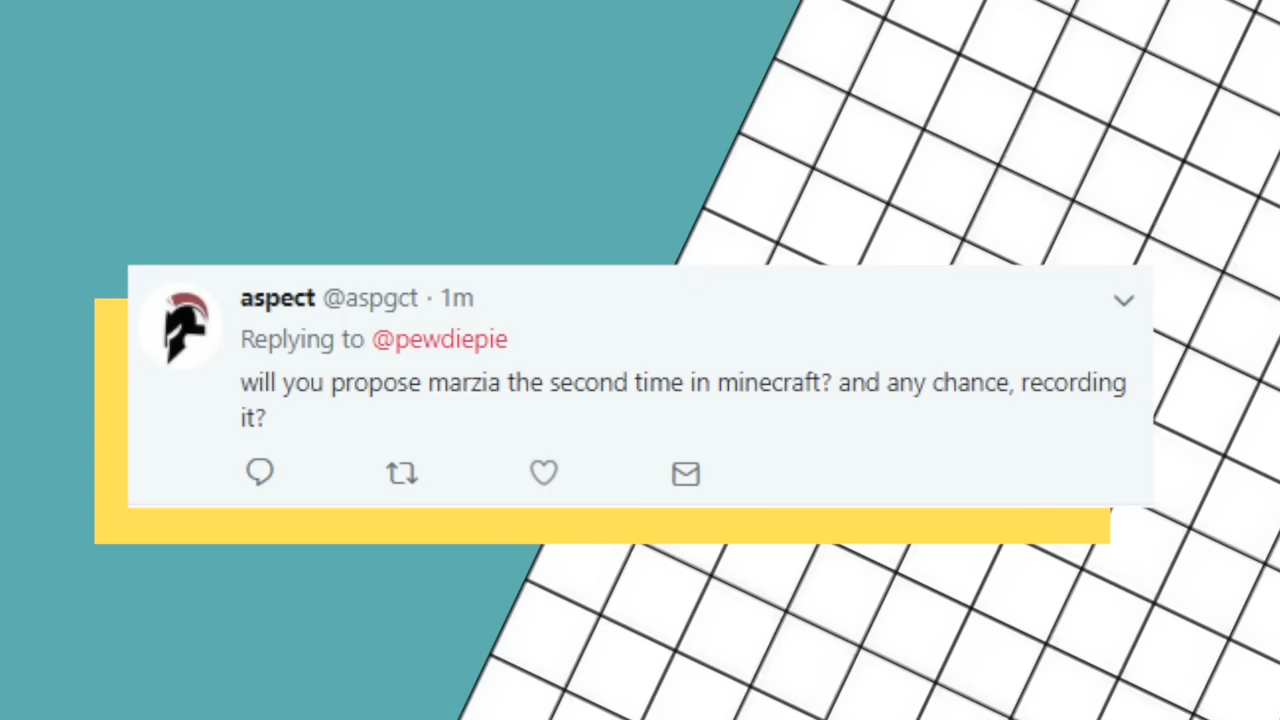 aspect @aspgct · 1m
Replying to @pewdiepie
will you propose marzia the second time in minecraft? and any chance, recording
it?